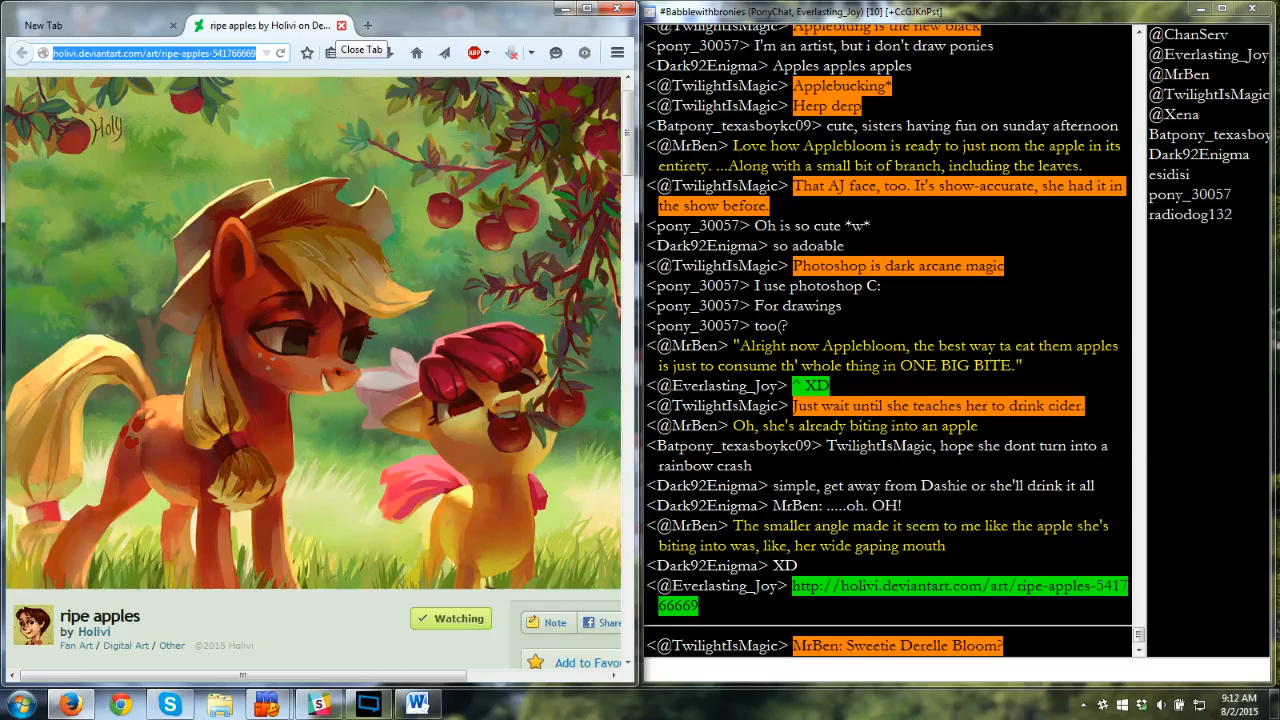 New Tab
ripe apples by Holivi on De...
holivi.deviantart.com/art/ripe-apples-541766669
Close Tab
ABP
Holy
ripe apples
by Holivi
Fan Art / Digital Art / Other ©2015 Holivi
Watching
Note
Share
Add to Favou
#Babblewithbronies (PonyChat, Everlasting_Joy) [10] [+CcGJKnPst]
<@TwilightIsMagic> Applebiting is the new black
<pony_30057> I'm an artist, but i don't draw ponies
<Dark92Enigma> Apples apples apples
<@TwilightIsMagic> Applebucking*
<@TwilightIsMagic> Herp derp
<Batpony_texasboykc09> cute, sisters having fun on sunday afternoon
<@MrBen> Love how Applebloom is ready to just nom the apple in its
entirety. ...Along with a small bit of branch, including the leaves.
<@TwilightIsMagic> That AJ face, too. It's show-accurate, she had it in
the show before.
<pony_30057> Oh is so cute *w*
<Dark92Enigma> so adoable
<@TwilightIsMagic> Photoshop is dark arcane magic
<pony_30057> I use photoshop C:
<pony_30057> For drawings
<pony_30057> too(?
<@MrBen> "Alright now Applebloom, the best way ta eat them apples
is just to consume th' whole thing in ONE BIG BITE."
<@Everlasting_Joy> ^ XD
<@TwilightIsMagic> Just wait until she teaches her to drink cider.
<@MrBen> Oh, she's already biting into an apple
<Batpony_texasboykc09> TwilightIsMagic, hope she dont turn into a
rainbow crash
<Dark92Enigma> simple, get away from Dashie or she'll drink it all
<Dark92Enigma> MrBen: .....oh. OH!
<@MrBen> The smaller angle made it seem to me like the apple she's
biting into was, like, her wide gaping mouth
<Dark92Enigma> XD
<@Everlasting_Joy> http://holivi.deviantart.com/art/ripe-apples-5417
66669
<@TwilightIsMagic> MrBen: Sweetie Derelle Bloom?
@ChanServ
@Everlasting_Joy
@MrBen
@TwilightIsMagic
@Xena
Batpony_texasboy
Dark92Enigma
esidisi
pony_30057
radiodog132
9:12 AM
8/2/2015